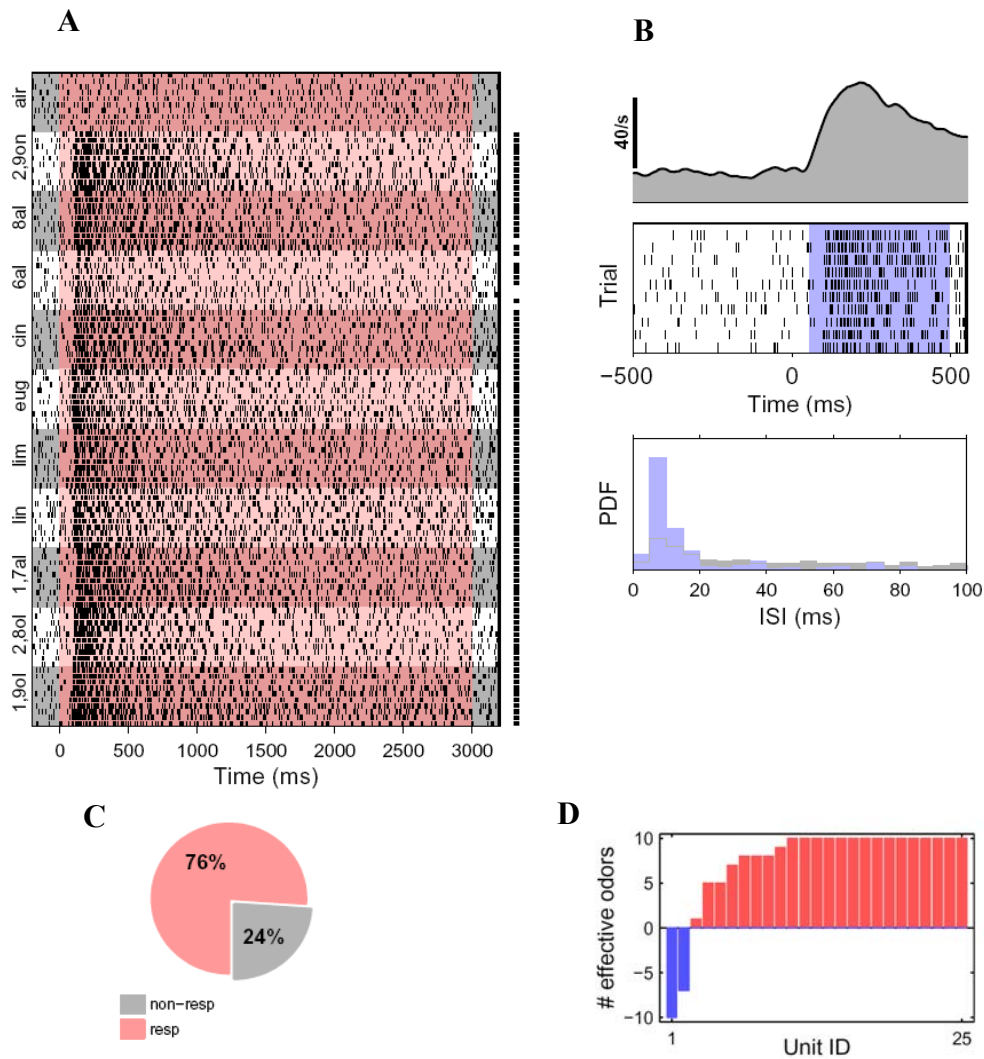 A
air
2,9on
8al
6al
cin
eug
lim
lin
1,7al
2,8ol
1,9ol
0 500 1000 1500 2000 2500 3000
Time (ms)
B
40/s
Trial
−500 0 500
Time (ms)
PDF
0 20 40 60 80 100
ISI (ms)
C
76%
24%
non−resp
resp
D
# effective odors
10
5
0
−5
−10
1 25
Unit ID